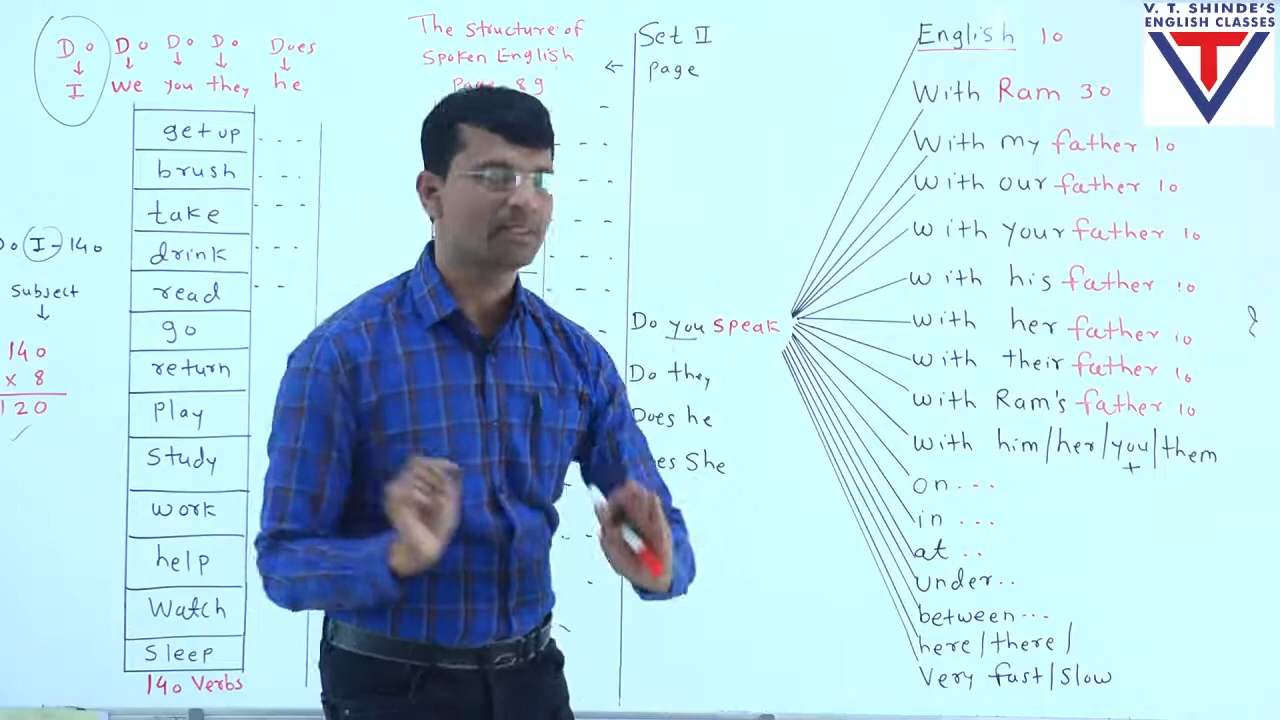 V. T. SHINDE'S
ENGLISH CLASSES
Do Do Do Do Does
I we you they he
The Structure of
Spoken English
Page 89
get up
brush
take
drink
read
go
return
Play
Study
work
help
Watch
Sleep
140 Verbs
I - 140
Subject
140
x 8
120
Set II
page
Do you speak
Do they
Does he
She
English 10
With Ram 30
With my father 10
With our father 10
with your father 10
with his father 10
with her father 10
with their father 10
with Ram's father 10
with him/her/you/them
+
on...
in ...
at ..
under..
between...
here/there/
Very fast/slow